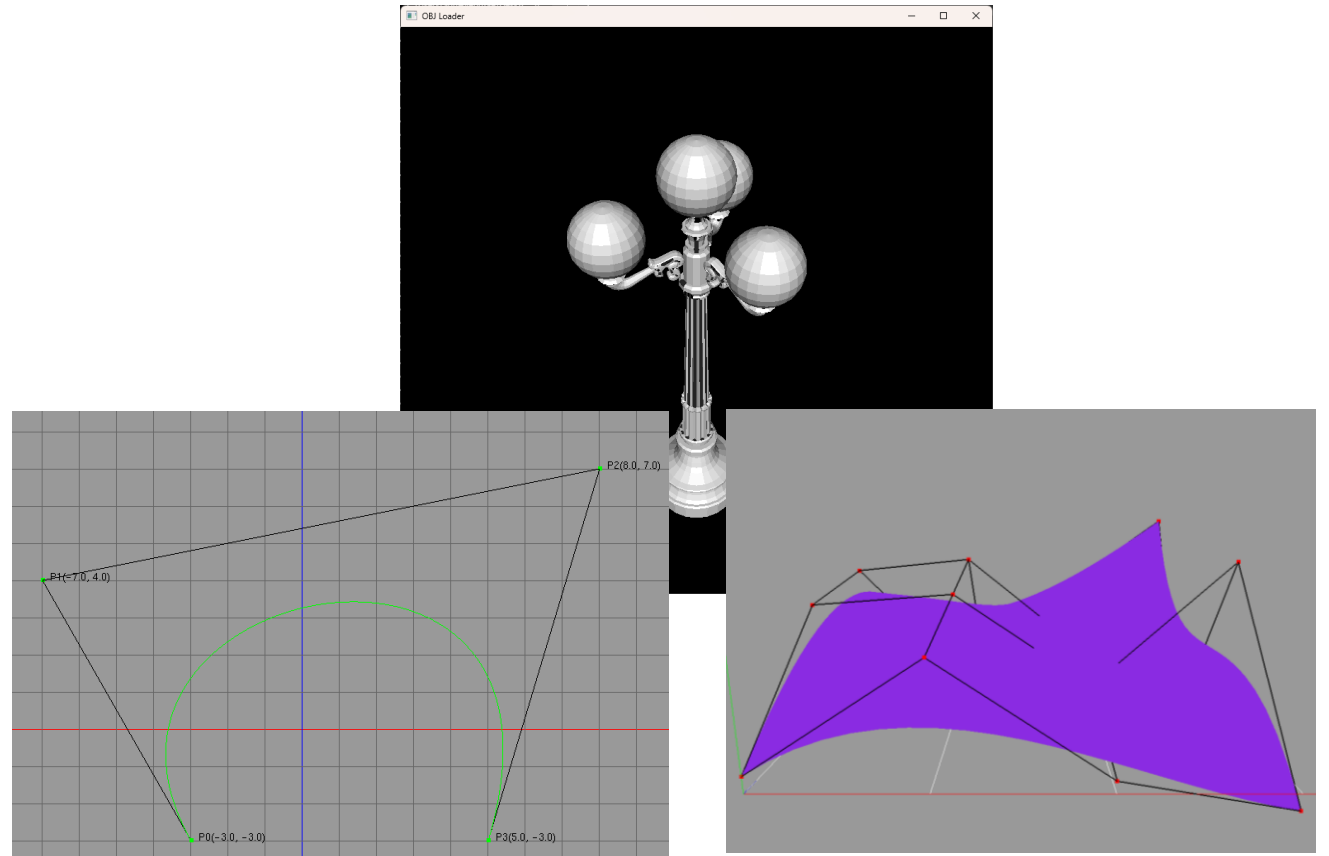 OBJ Loader
P2(8.0, 7.0)
P1(-7.0, 4.0)
P0(-3.0, -3.0)
P3(5.0, -3.0)